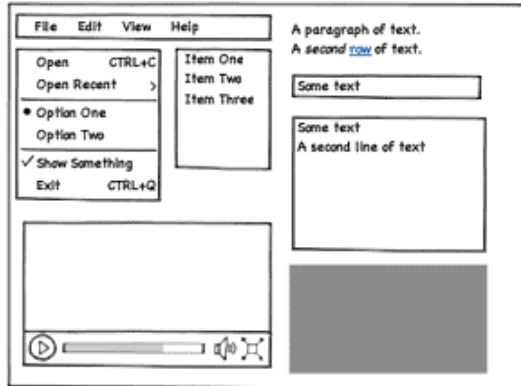 File Edit View Help
Open CTRL+C
Open Recent >
Option One
Option Two
Show Something
Exit CTRL+Q
Item One
Item Two
Item Three
A paragraph of text.
A second row of text.
Some text
Some text
A second line of text